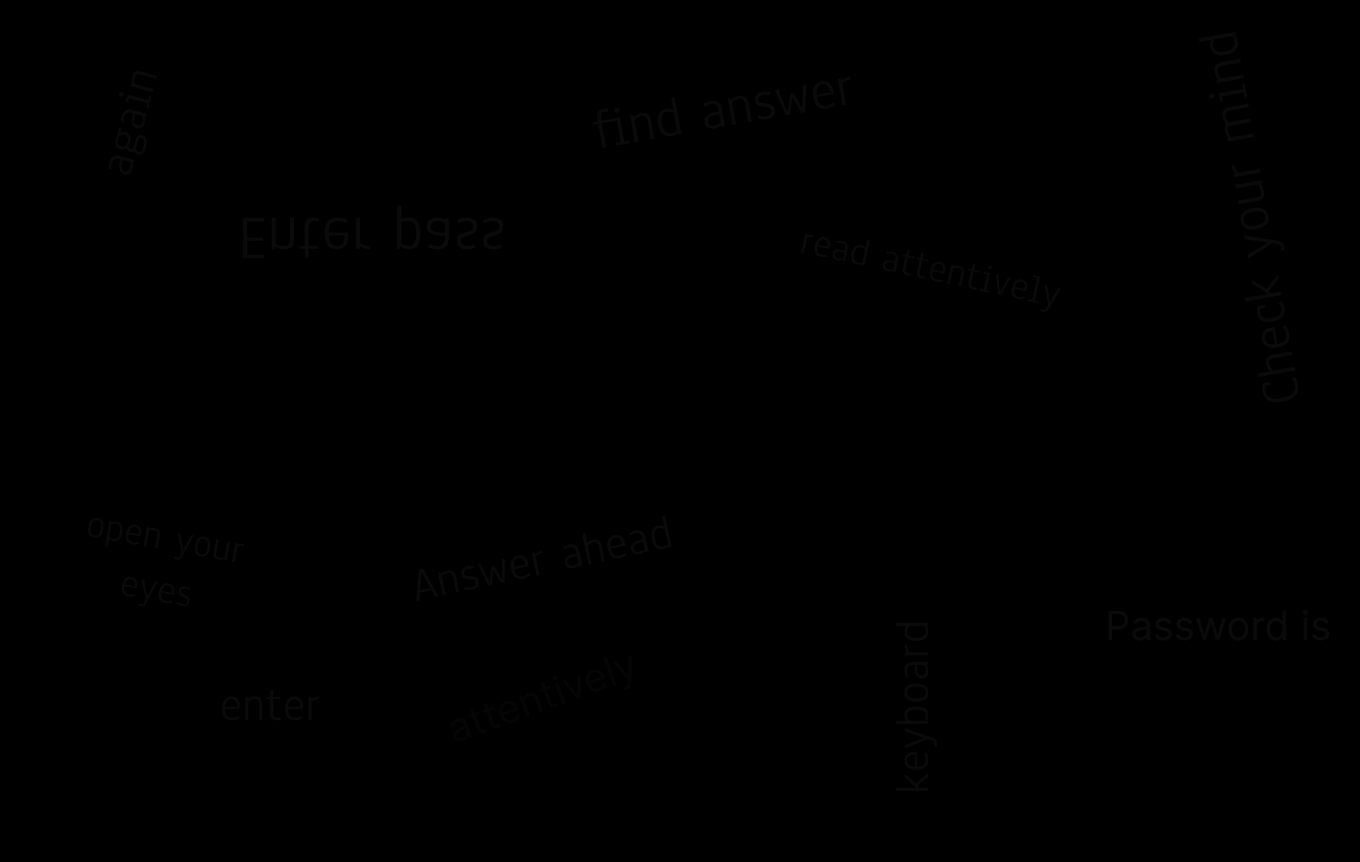 again
find answer
Check your mind
Enter pass
read attentively
open your
eyes
Answer ahead
Password is
keyboard
attentively
enter